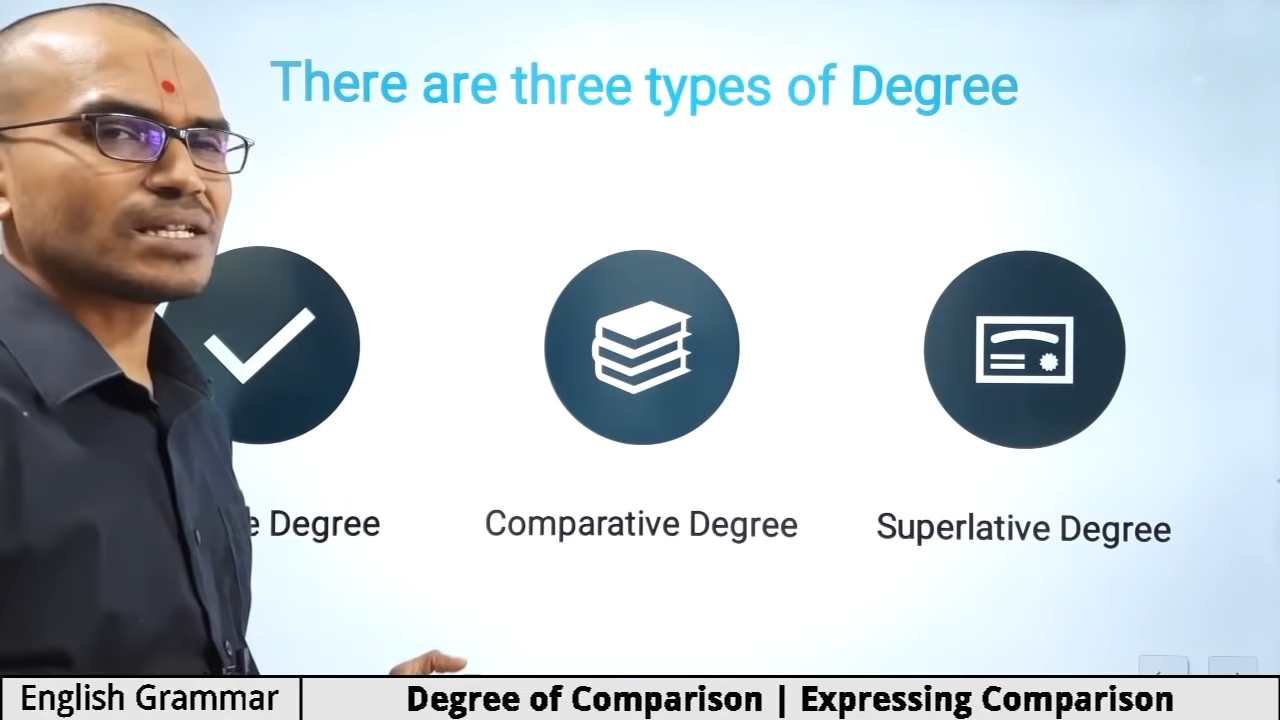 There are three types of Degree
Degree
Comparative Degree
Superlative Degree
English Grammar
Degree of Comparison | Expressing Comparison